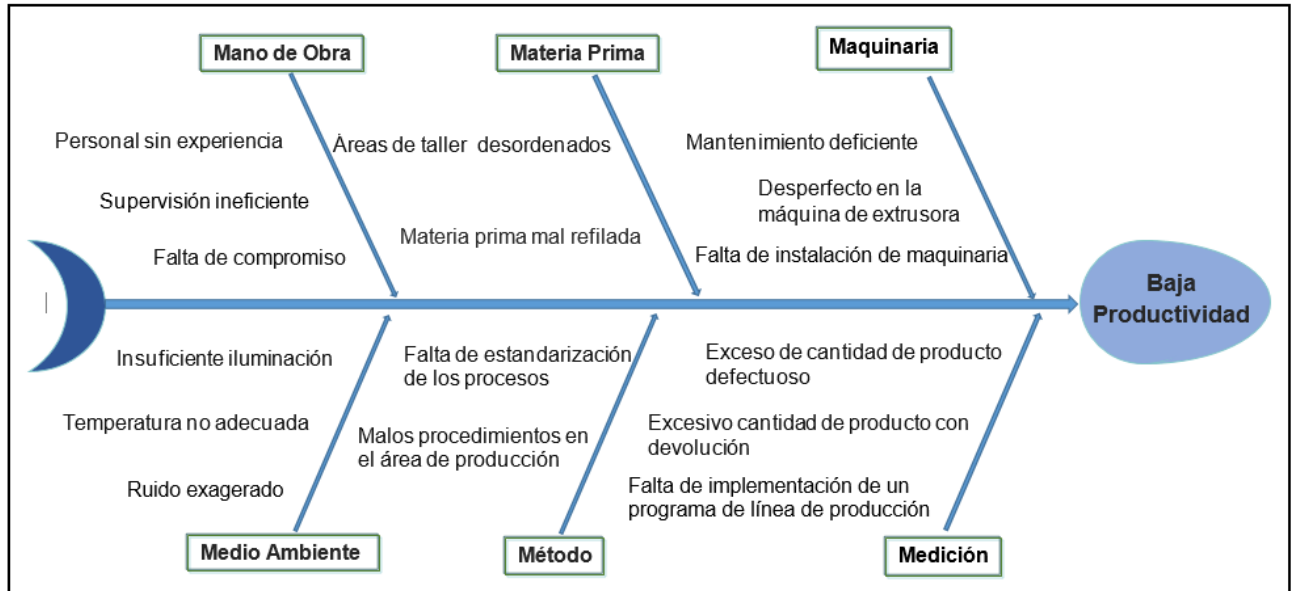 Mano de Obra
Materia Prima
Maquinaria
Personal sin experiencia
Supervisión ineficiente
Falta de compromiso
Áreas de taller desordenados
Materia prima mal refilada
Mantenimiento deficiente
Desperfecto en la
máquina de extrusora
Falta de instalación de maquinaria
Baja
Productividad
Insuficiente iluminación
Temperatura no adecuada
Ruido exagerado
Falta de estandarización
de los procesos
Malos procedimientos en
el área de producción
Exceso de cantidad de producto
defectuoso
Excesivo cantidad de producto con
devolución
Falta de implementación de un
programa de línea de producción
Medio Ambiente
Método
Medición